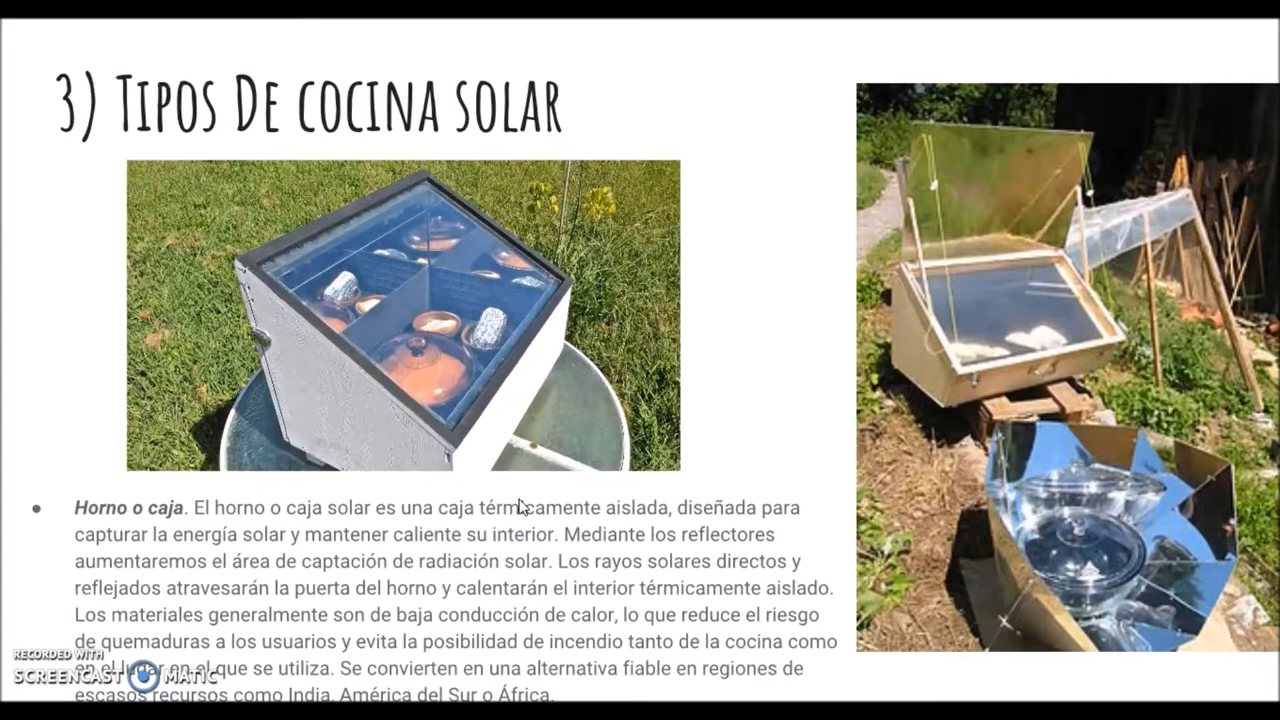 3) Tipos De cocina solar
● Horno o caja. El horno o caja solar es una caja térmicamente aislada, diseñada para
capturar la energía solar y mantener caliente su interior. Mediante los reflectores
aumentaremos el área de captación de radiación solar. Los rayos solares directos y
reflejados atravesarán la puerta del horno y calentarán el interior térmicamente aislado.
Los materiales generalmente son de baja conducción de calor, lo que reduce el riesgo
de quemaduras a los usuarios y evita la posibilidad de incendio tanto de la cocina como
en el lugar en el que se utiliza. Se convierten en una alternativa fiable en regiones de
escasos recursos como India, América del Sur o África.
RECORDED WITH
SCREENCAST MATIC